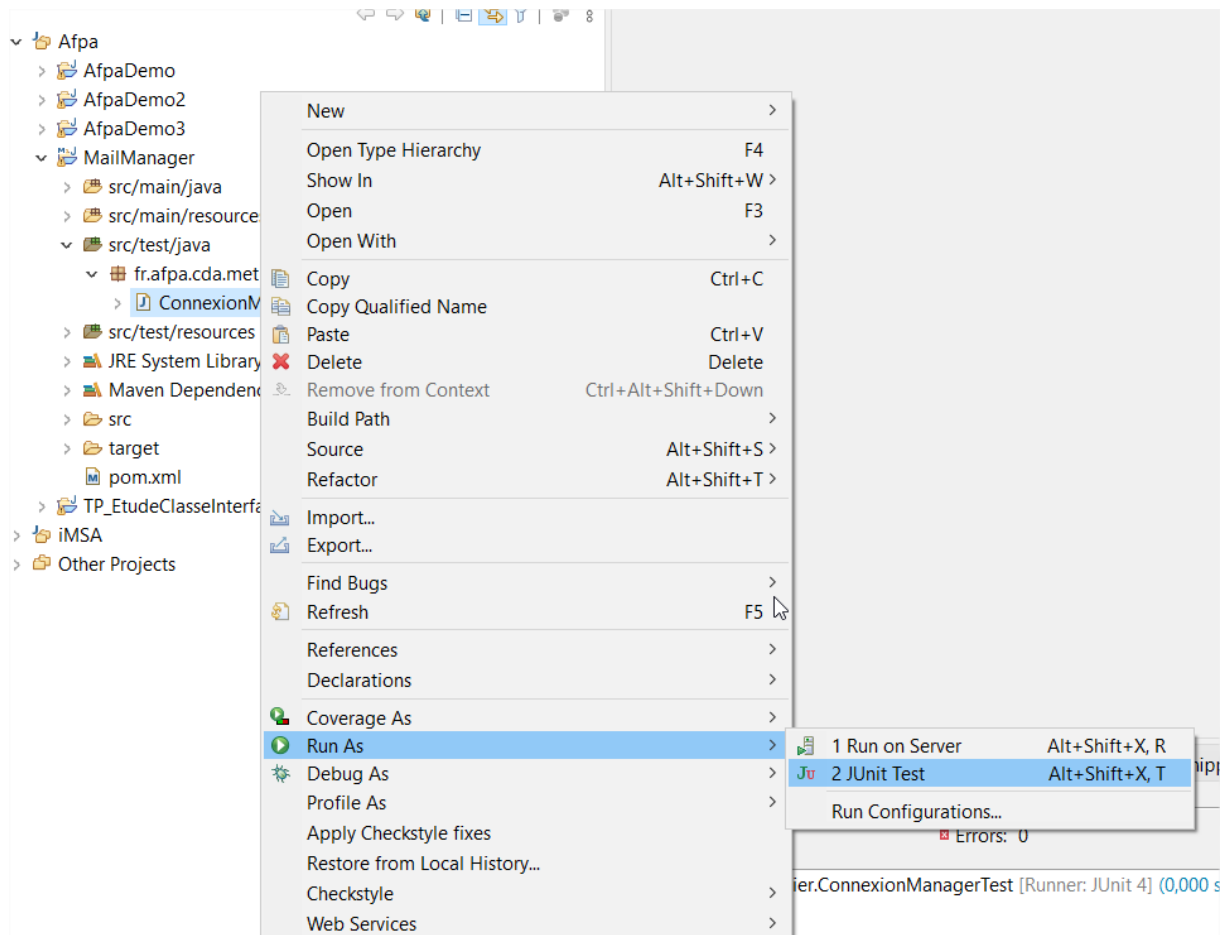 Afpa
AfpaDemo
AfpaDemo2
AfpaDemo3
MailManager
src/main/java
src/main/resource
src/test/java
fr.afpa.cda.met
ConnexionM
src/test/resources
JRE System Library
Maven Dependenc
src
target
pom.xml
TP_EtudeClasseInterfa
iMSA
Other Projects
New
Open Type Hierarchy F4
Show In Alt+Shift+W
Open F3
Open With
Copy Ctrl+C
Copy Qualified Name
Paste Ctrl+V
Delete Delete
Remove from Context Ctrl+Alt+Shift+Down
Build Path
Source Alt+Shift+S
Refactor Alt+Shift+T
Import...
Export...
Find Bugs
Refresh F5
References
Declarations
Coverage As
Run As
Debug As
Profile As
Apply Checkstyle fixes
Restore from Local History...
Checkstyle
Web Services
1 Run on Server Alt+Shift+X, R
Ju 2 JUnit Test Alt+Shift+X, T
Run Configurations...
Errors: 0
ier.ConnexionManagerTest [Runner: JUnit 4] (0,000 s